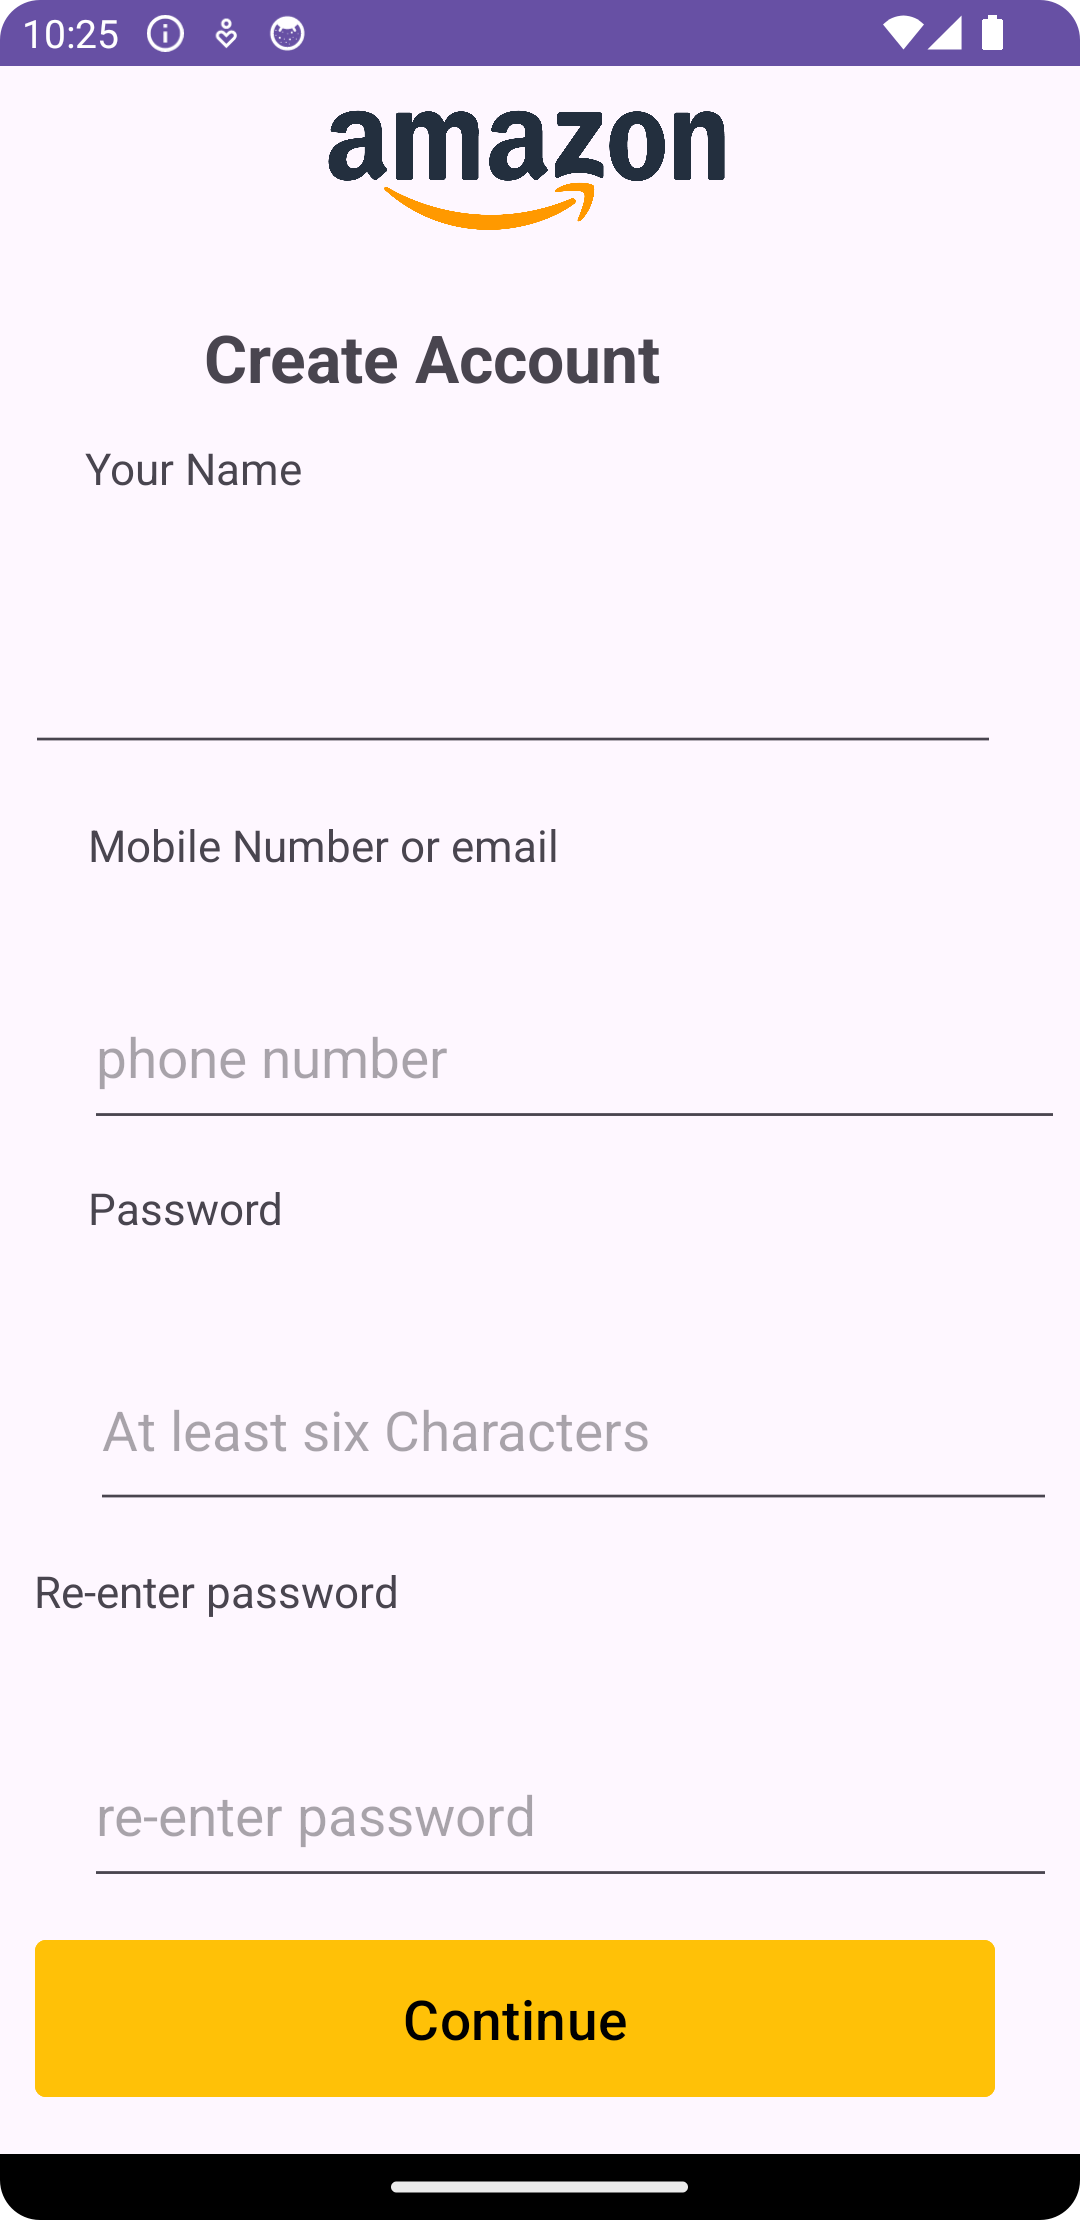 10:25
amazon
Create Account
Your Name
Mobile Number or email
phone number
Password
At least six Characters
Re-enter password
re-enter password
Continue